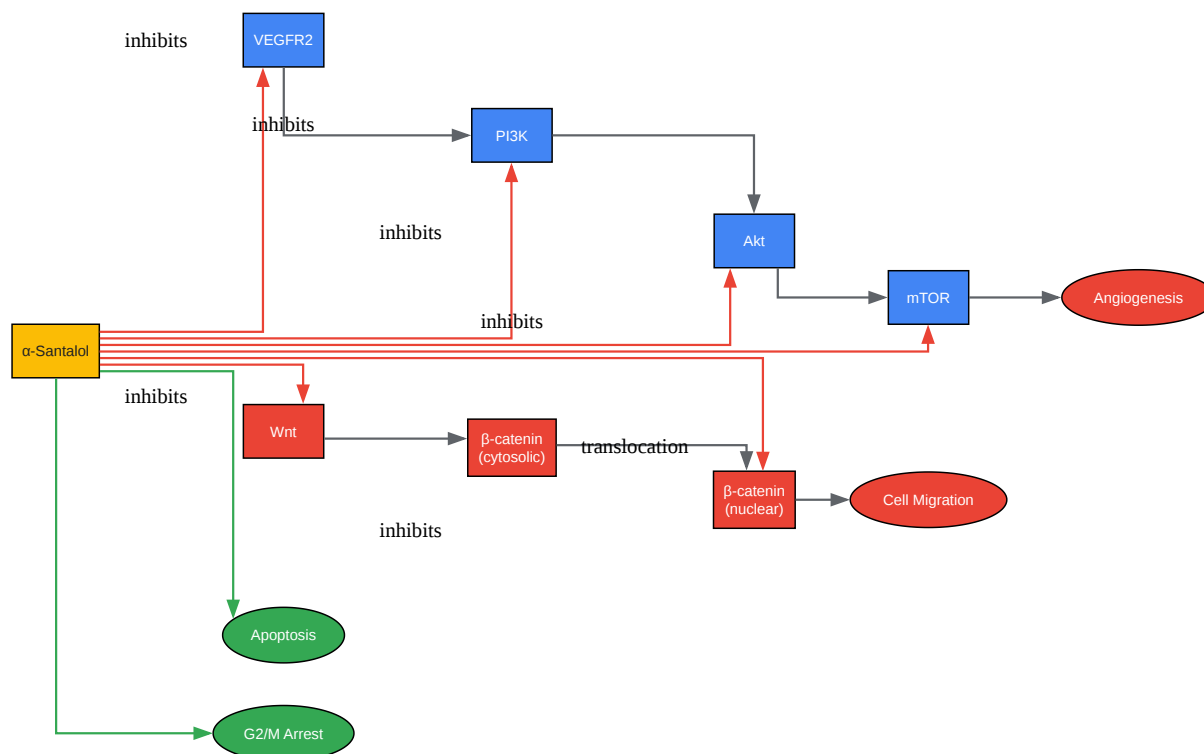 inhibits
VEGFR2
inhibits
PI3K
inhibits
Akt
mTOR
Angiogenesis
inhibits
α-Santalol
inhibits
Wnt
β-catenin
(cytosolic)
translocation
β-catenin
(nuclear)
Cell Migration
inhibits
Apoptosis
G2/M Arrest